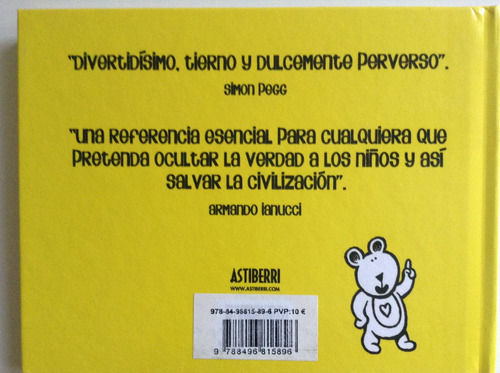 "Divertidísimo, tierno y dulcemente perverso".
Simon Pegg
"Una referencia esencial para cualquiera que
pretenda ocultar la verdad a los niños y así
salvar la civilización".
Armando Ianucci
ASTIBERRI
WWW.ASTIBERRI.COM
978-84-96815-89-6 PVP:10 €
9 788496 815896